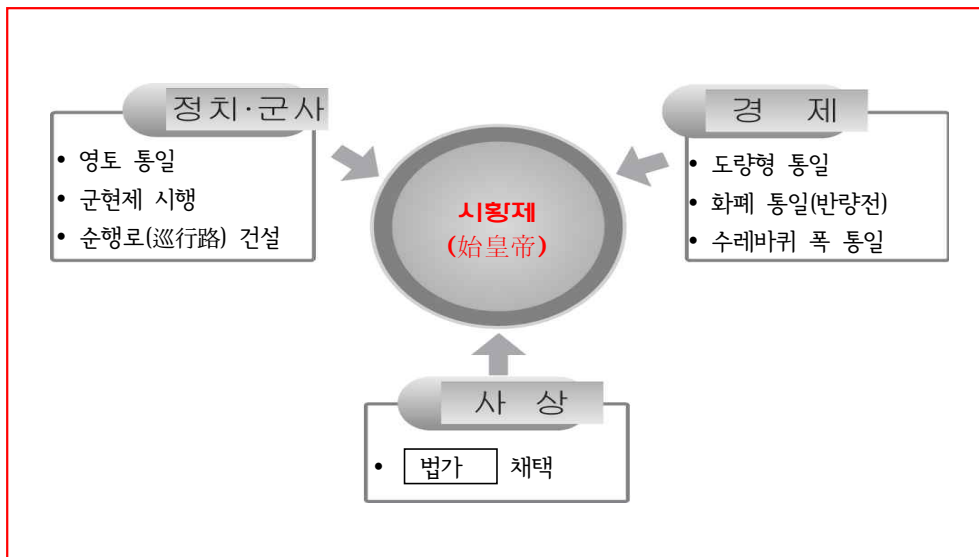 정치·군사
• 영토 통일
• 군현제 시행
• 순행로(巡行路) 건설
시황제
(始皇帝)
경 제
• 도량형 통일
• 화폐 통일(반량전)
• 수레바퀴 폭 통일
사 상
• 법가 채택